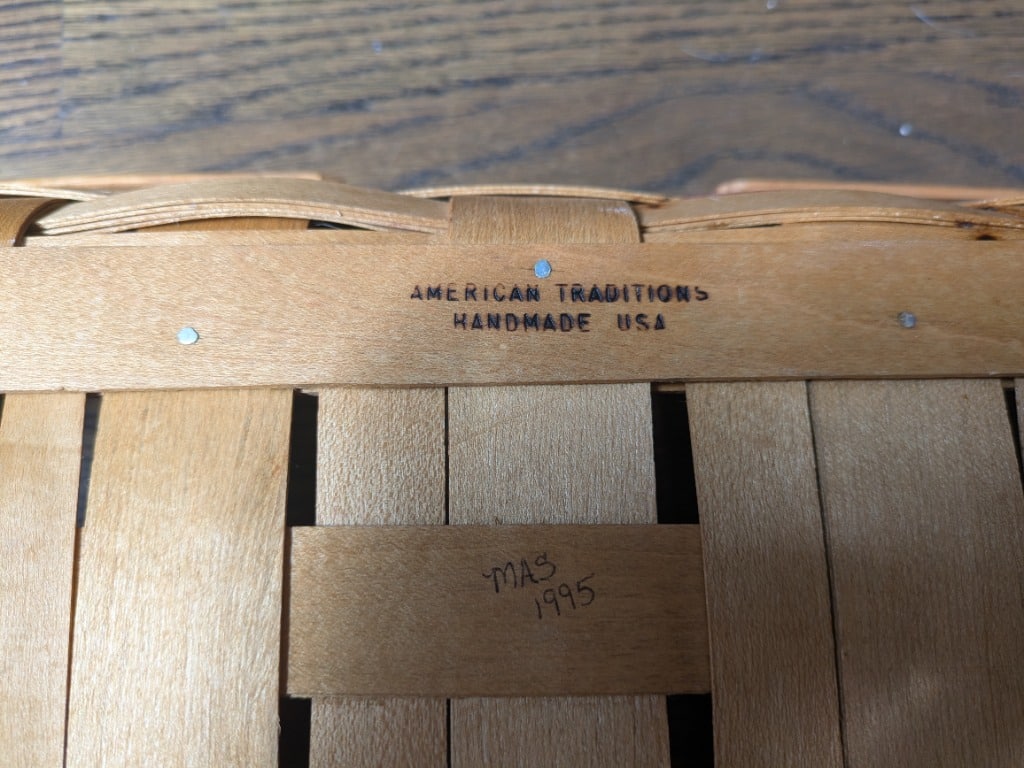 AMERICAN TRADITIONS
HANDMADE USA
MAS
1995